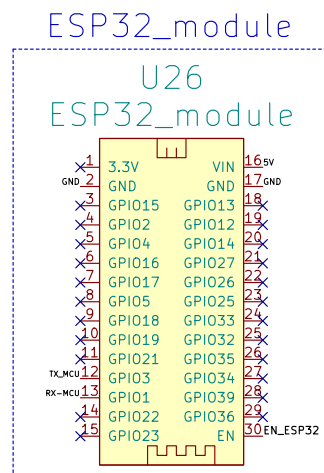 ESP32_module
U26
ESP32_module
1 3.3V VIN 16 5V
GND 2 GND GND 17 GND
3 GPIO15 GPIO13 18
4 GPIO2 GPIO12 19
5 GPIO4 GPIO14 20
6 GPIO16 GPIO27 21
7 GPIO17 GPIO26 22
8 GPIO5 GPIO25 23
9 GPIO18 GPIO33 24
10 GPIO19 GPIO32 25
11 GPIO21 GPIO35 26
TX_MCU 12 GPIO3 GPIO34 27
RX-MCU 13 GPIO1 GPIO39 28
14 GPIO22 GPIO36 29
15 GPIO23 EN 30 EN_ESP32